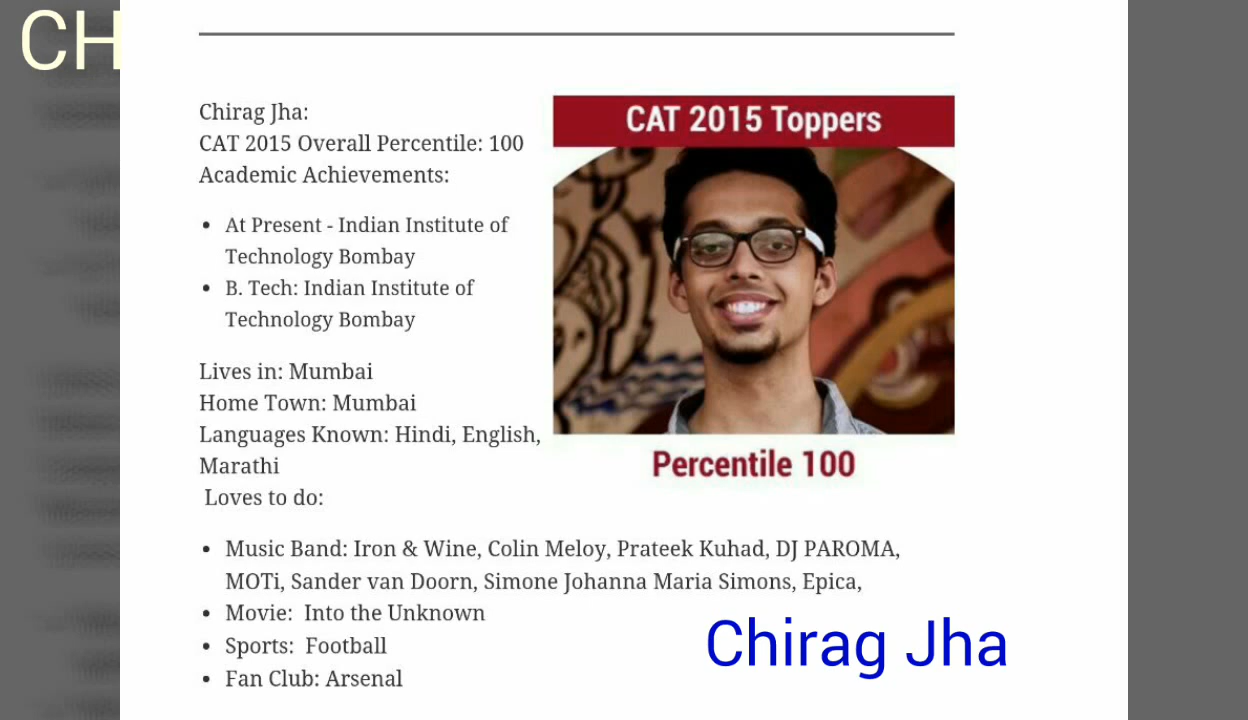 CH
Chirag Jha:
CAT 2015 Overall Percentile: 100
Academic Achievements:
• At Present - Indian Institute of
Technology Bombay
• B. Tech: Indian Institute of
Technology Bombay
Lives in: Mumbai
Home Town: Mumbai
Languages Known: Hindi, English,
Marathi
Loves to do:
CAT 2015 Toppers
Percentile 100
• Music Band: Iron & Wine, Colin Meloy, Prateek Kuhad, DJ PAROMA,
MOTi, Sander van Doorn, Simone Johanna Maria Simons, Epica,
• Movie: Into the Unknown
• Sports: Football
• Fan Club: Arsenal
Chirag Jha